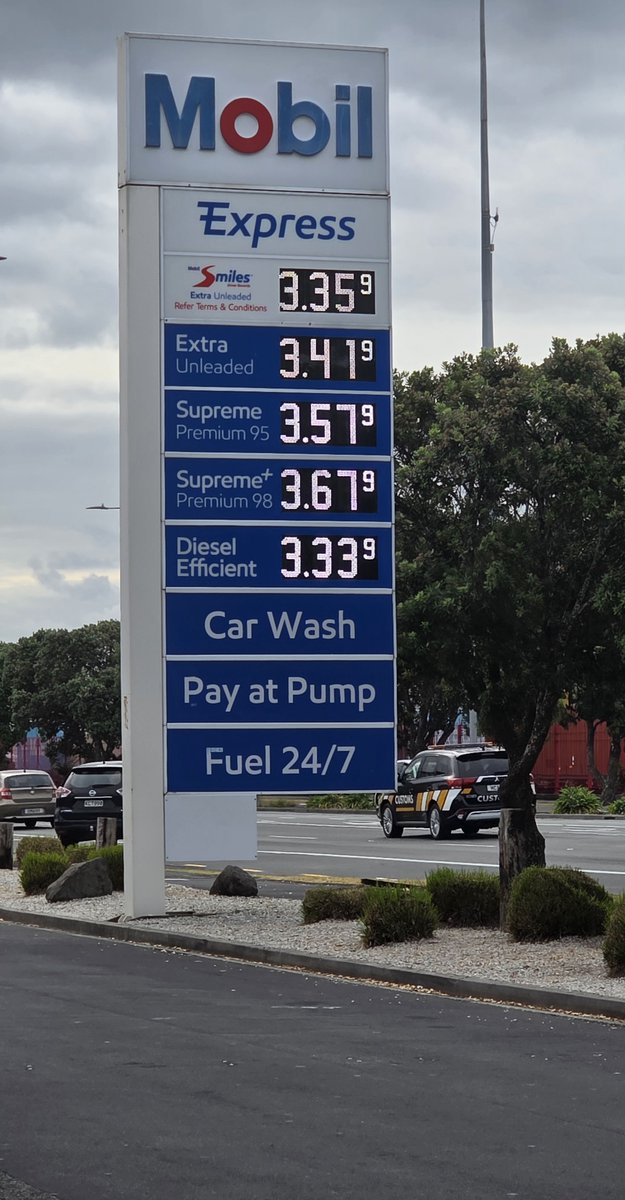 Mobil
Express
Mobil
Smiles
Extra Unleaded
Refer Terms & Conditions
3.35⁹
Extra
Unleaded
3.41⁹
Supreme
Premium 95
3.57⁹
Supreme+
Premium 98
3.67⁹
Diesel
Efficient
3.33⁹
Car Wash
Pay at Pump
Fuel 24/7
CUSTOMS